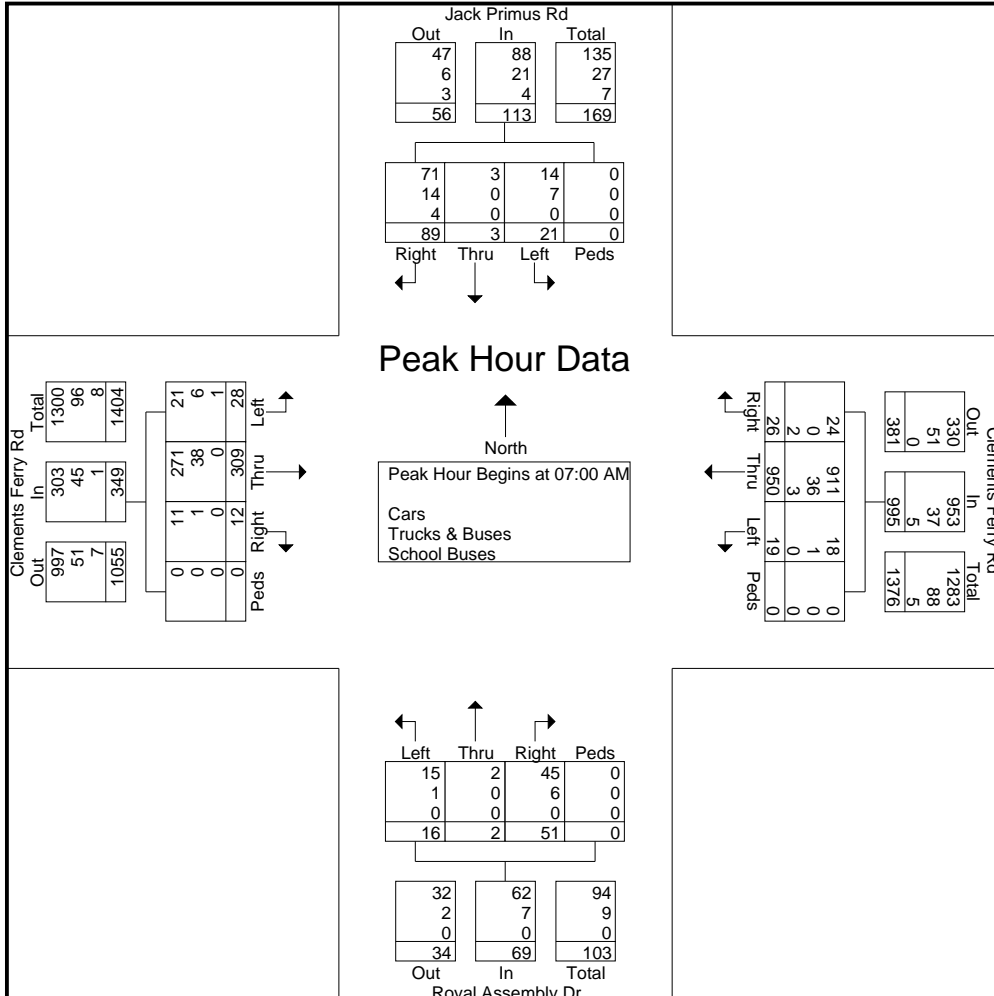 Jack Primus Rd
Out In Total
47 88 135
6 21 27
3 4 7
56 113 169
71 3 14 0
14 0 7 0
4 0 0 0
89 3 21 0
Right Thru Left Peds
Peak Hour Data
North
Peak Hour Begins at 07:00 AM
Cars
Trucks & Buses
School Buses
Clements Ferry Rd
Out In Total
997 303 1300
51 45 96
7 1 8
1055 349 1404
Peds Right Thru Left
0 11 271 21
0 1 38 6
0 0 0 1
0 12 309 28
Clements Ferry Rd
Out In Total
330 953 1283
51 37 88
0 5 5
381 995 1376
24 911 18 0
0 36 1 0
2 3 0 0
26 950 19 0
Right Thru Left Peds
Left Thru Right Peds
15 2 45 0
1 0 6 0
0 0 0 0
16 2 51 0
32 62 94
2 7 9
0 0 0
34 69 103
Out In Total
Royal Assembly Dr